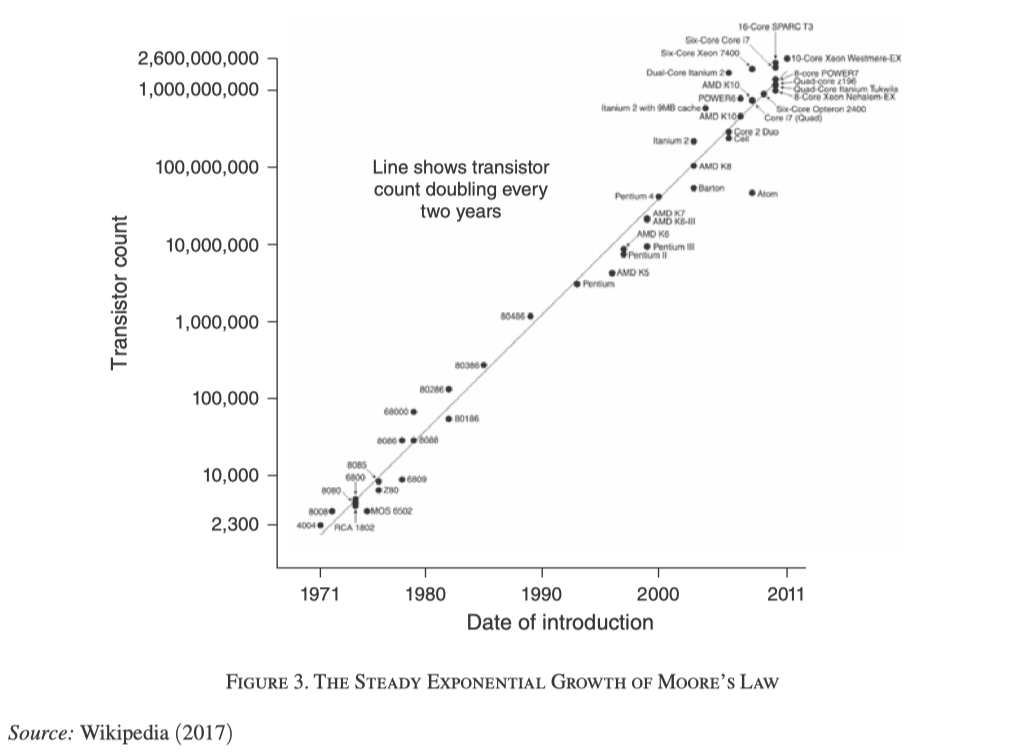 16-Core SPARC T3
Six-Core Core i7
Six-Core Xeon 7400
10-Core Xeon Westmere-EX
Dual-Core Itanium 2
8-core POWER7
Quad-core z196
AMD K10
Quad-Core Itanium Tukwila
POWER6
8-Core Xeon Nehalem-EX
Itanium 2 with 9MB cache
Six-Core Opteron 2400
AMD K10
Core i7 (Quad)
Core 2 Duo
Cell
Itanium 2
AMD K8
Barton
Atom
Pentium 4
AMD K7
AMD K6-III
AMD K6
Pentium III
Pentium II
AMD K5
Pentium
80486
80386
80286
80186
68000
8086
8088
8085
6800
6809
8080
Z80
8008
MOS 6502
4004
RCA 1802
2,600,000,000
1,000,000,000
100,000,000
10,000,000
1,000,000
100,000
10,000
2,300
Transistor count
Line shows transistor
count doubling every
two years
1971
1980
1990
2000
2011
Date of introduction
FIGURE 3. THE STEADY EXPONENTIAL GROWTH OF MOORE'S LAW
Source: Wikipedia (2017)